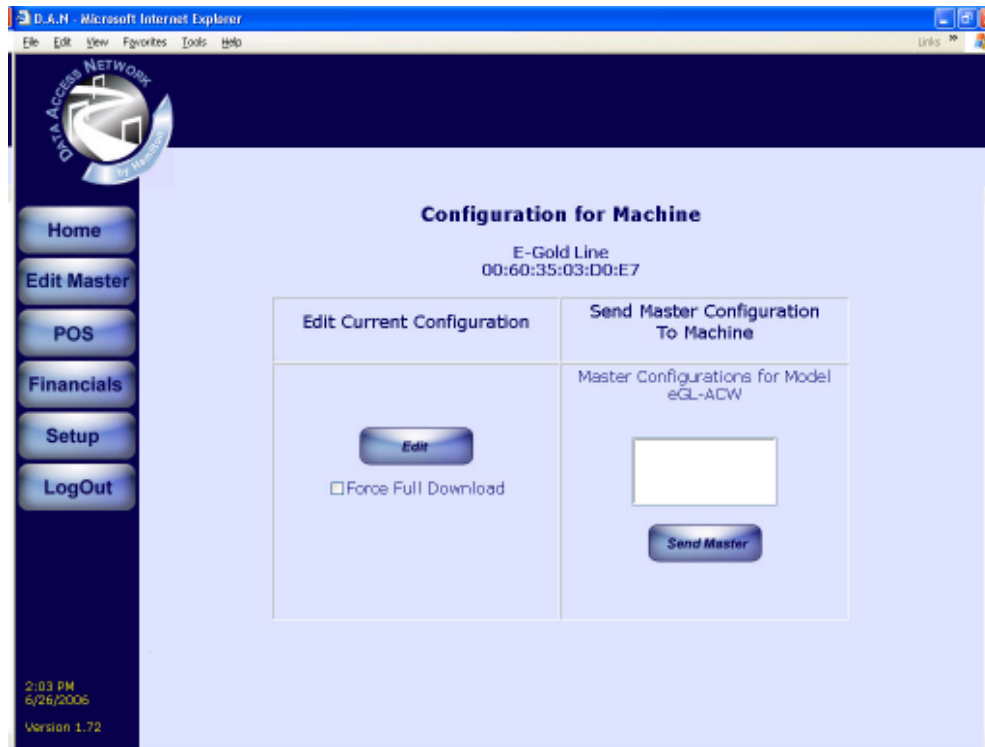 D.A.N - Microsoft Internet Explorer
File Edit View Favorites Tools Help
Links »
DATA ACCESS NETWORK
by Hamilton
Home
Edit Master
POS
Financials
Setup
LogOut
2:03 PM
6/26/2006
Version 1.72
Configuration for Machine
E-Gold Line
00:60:35:03:D0:E7
Edit Current Configuration
Edit
Force Full Download
Send Master Configuration
To Machine
Master Configurations for Model
eGL-ACW
Send Master